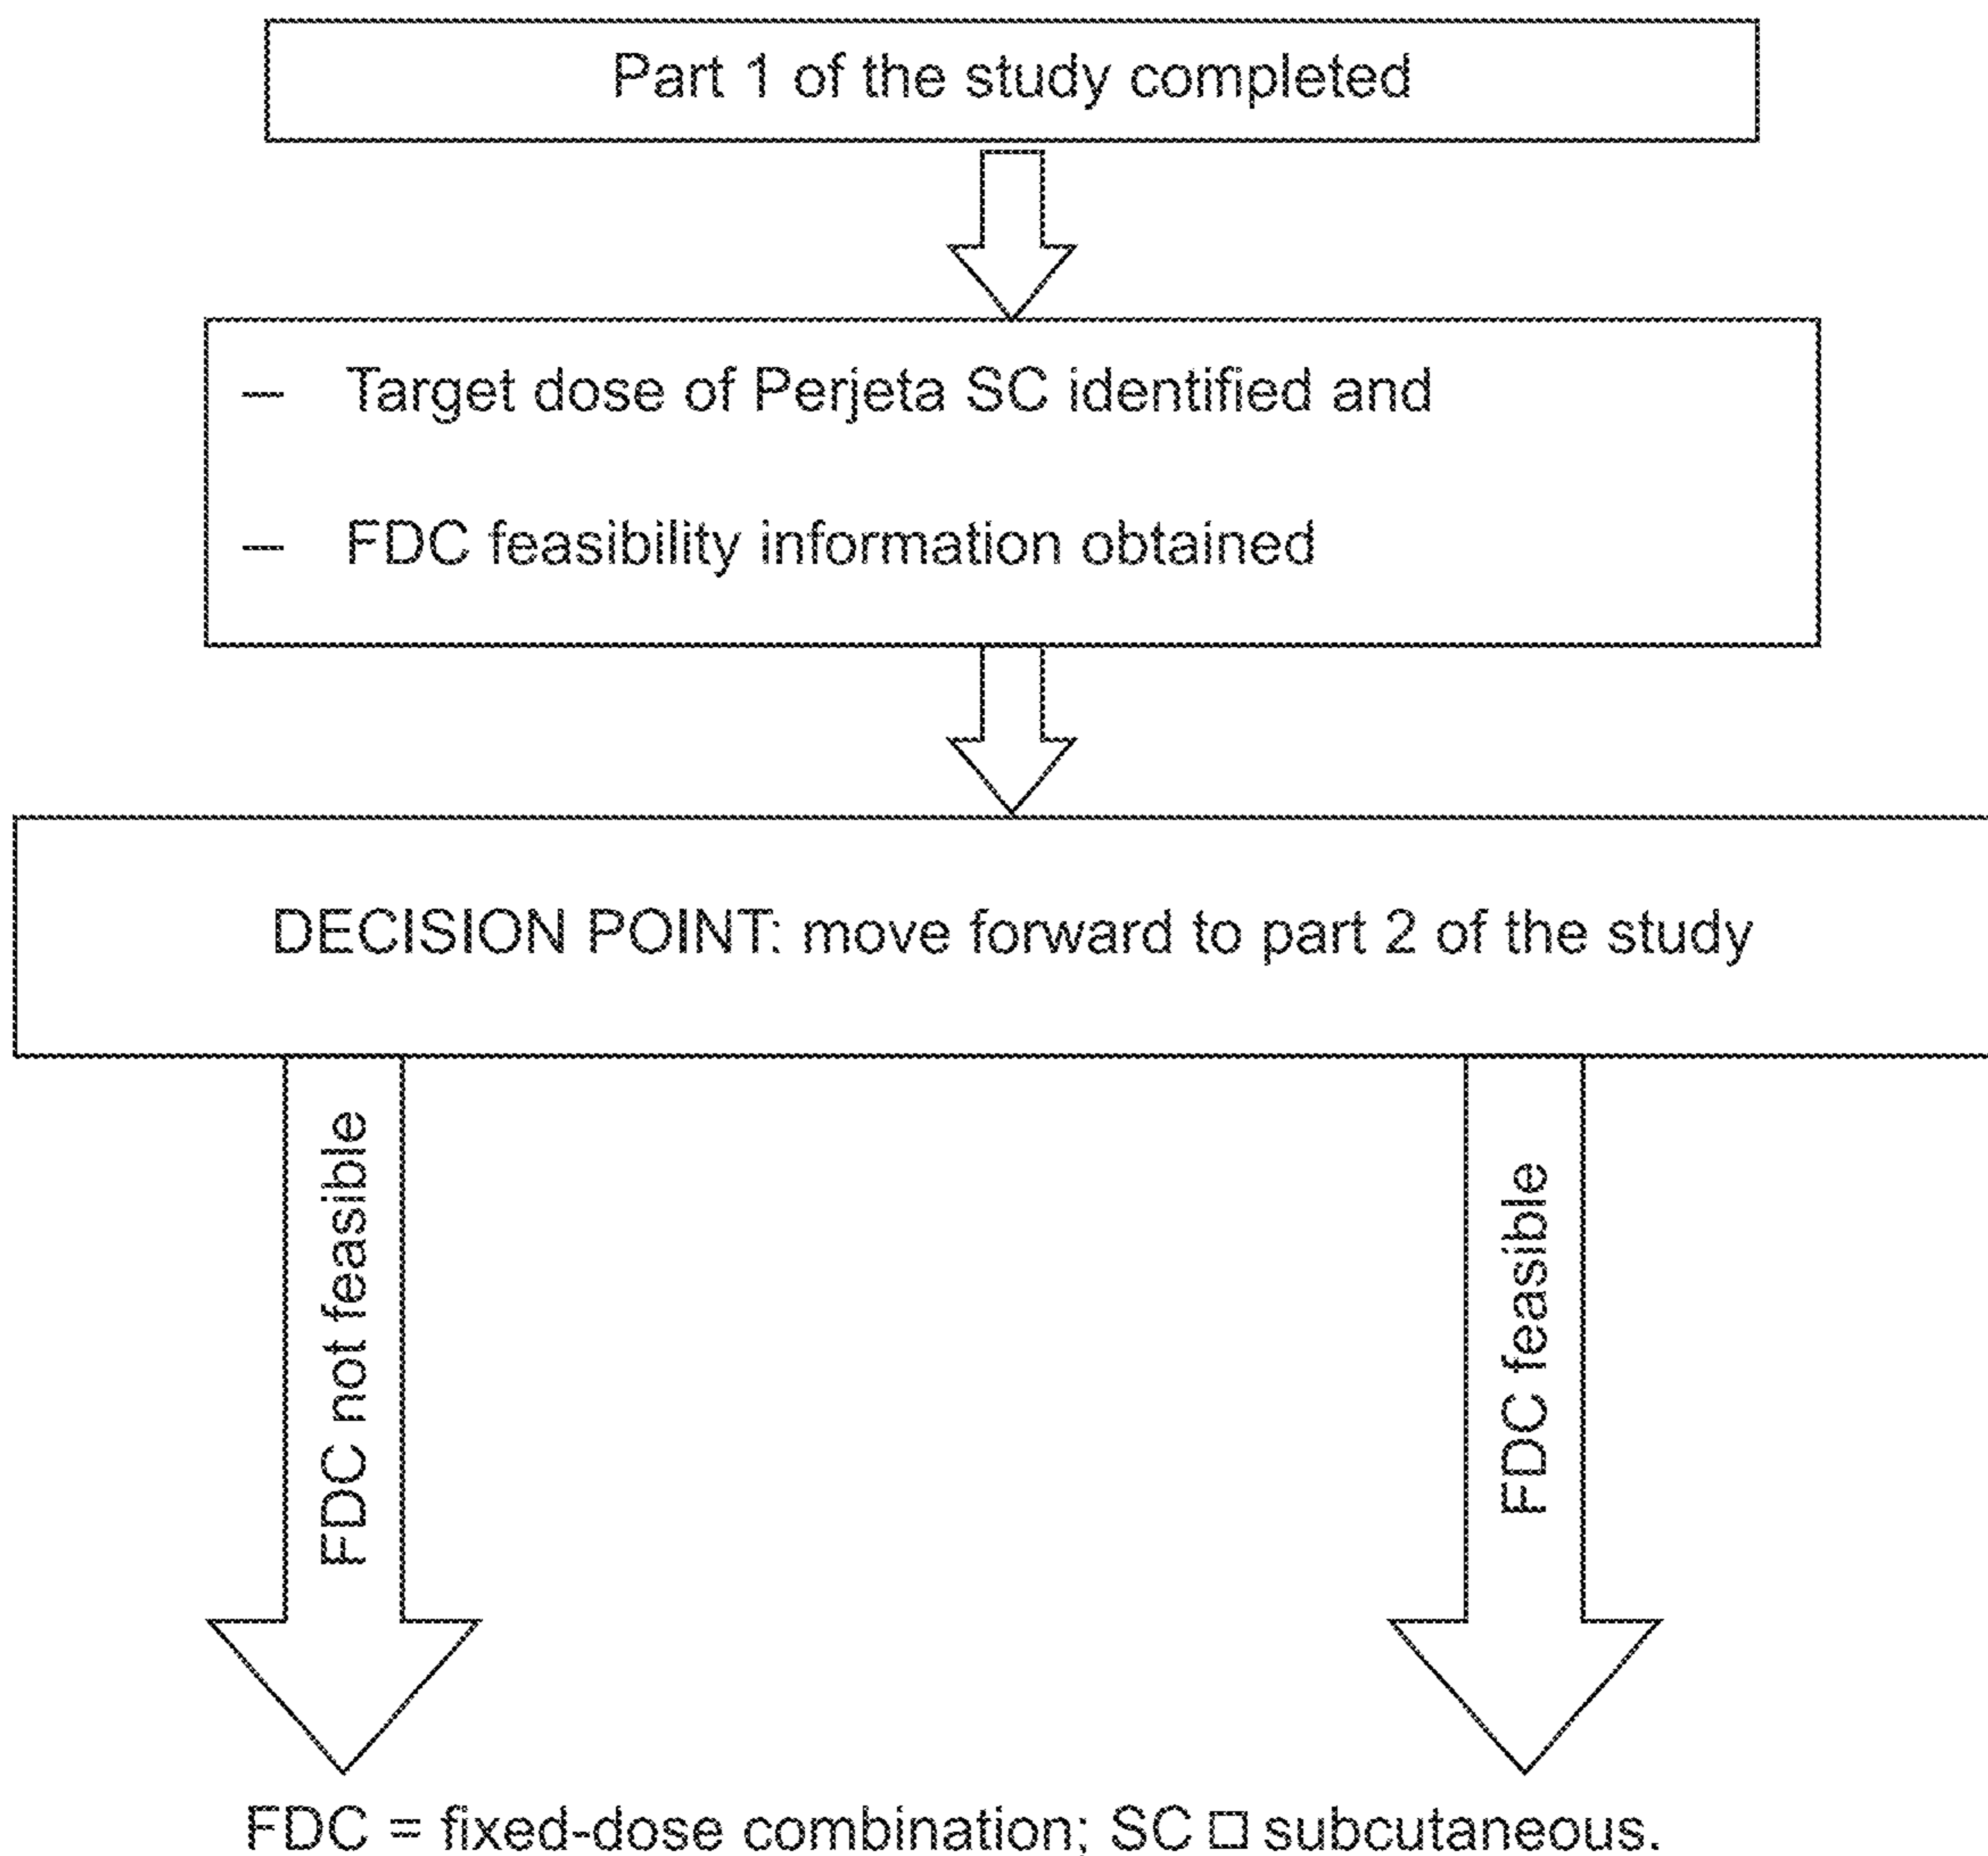 Part 1 of the study completed
— Target dose of Perjeta SC identified and
— FDC feasibility information obtained
DECISION POINT: move forward to part 2 of the study
FDC not feasible
FDC feasible
FDC = fixed-dose combination; SC □ subcutaneous.